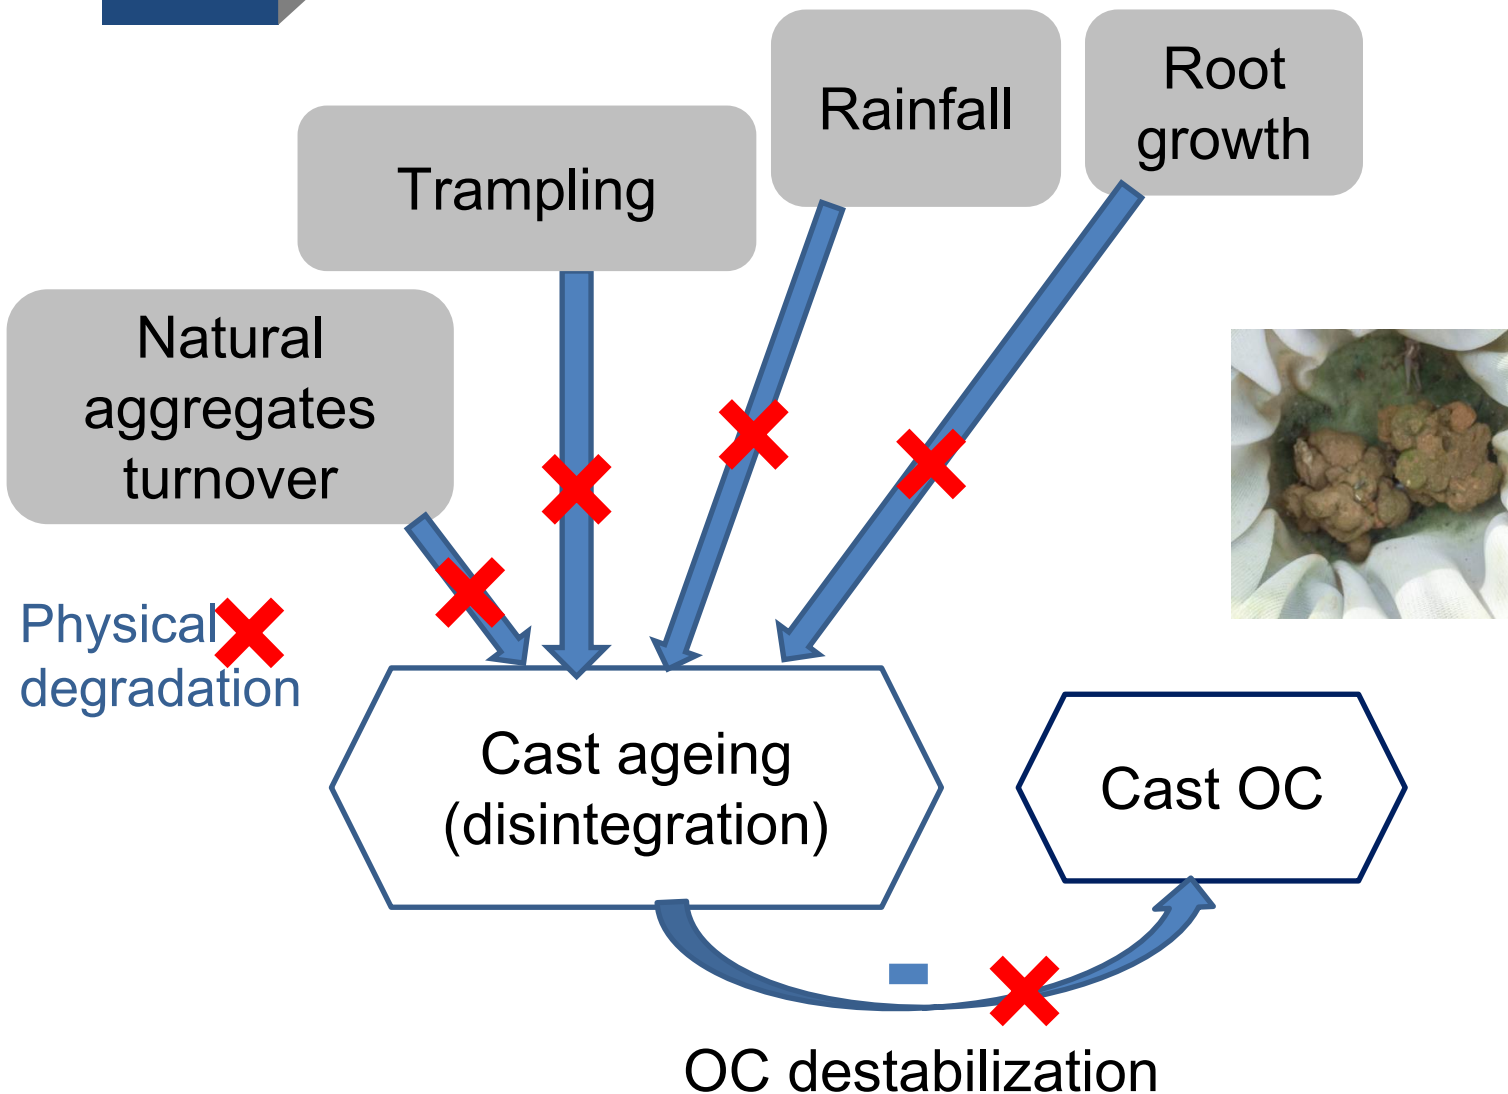 Rainfall
Root
growth
Trampling
Natural
aggregates
turnover
Physical
degradation
Cast ageing
(disintegration)
Cast OC
OC destabilization